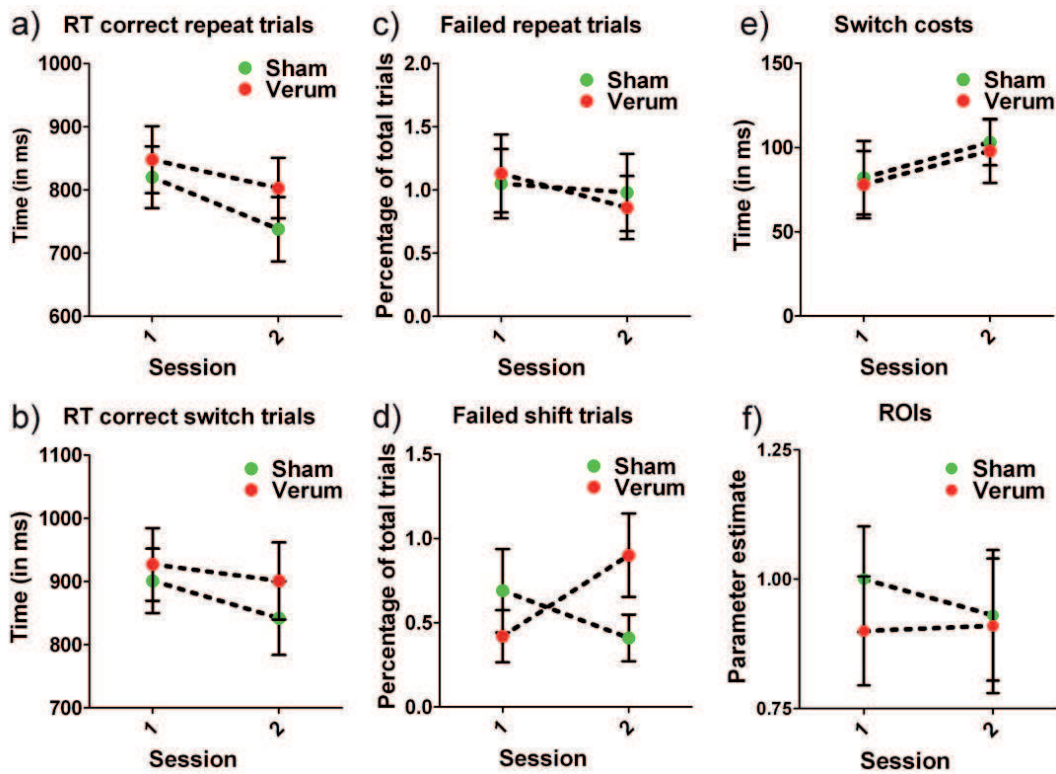 a) RT correct repeat trials
Time (in ms)
1000
900
800
700
600
Sham
Verum
1
2
Session
c) Failed repeat trials
Percentage of total trials
2.0
1.5
1.0
0.5
0.0
Sham
Verum
1
2
Session
e) Switch costs
Time (in ms)
150
100
50
0
Sham
Verum
1
2
Session
b) RT correct switch trials
Time (in ms)
1100
1000
900
800
700
Sham
Verum
1
2
Session
d) Failed shift trials
Percentage of total trials
1.5
1.0
0.5
0.0
Sham
Verum
1
2
Session
f) ROIs
Parameter estimate
1.25
1.00
0.75
Sham
Verum
1
2
Session